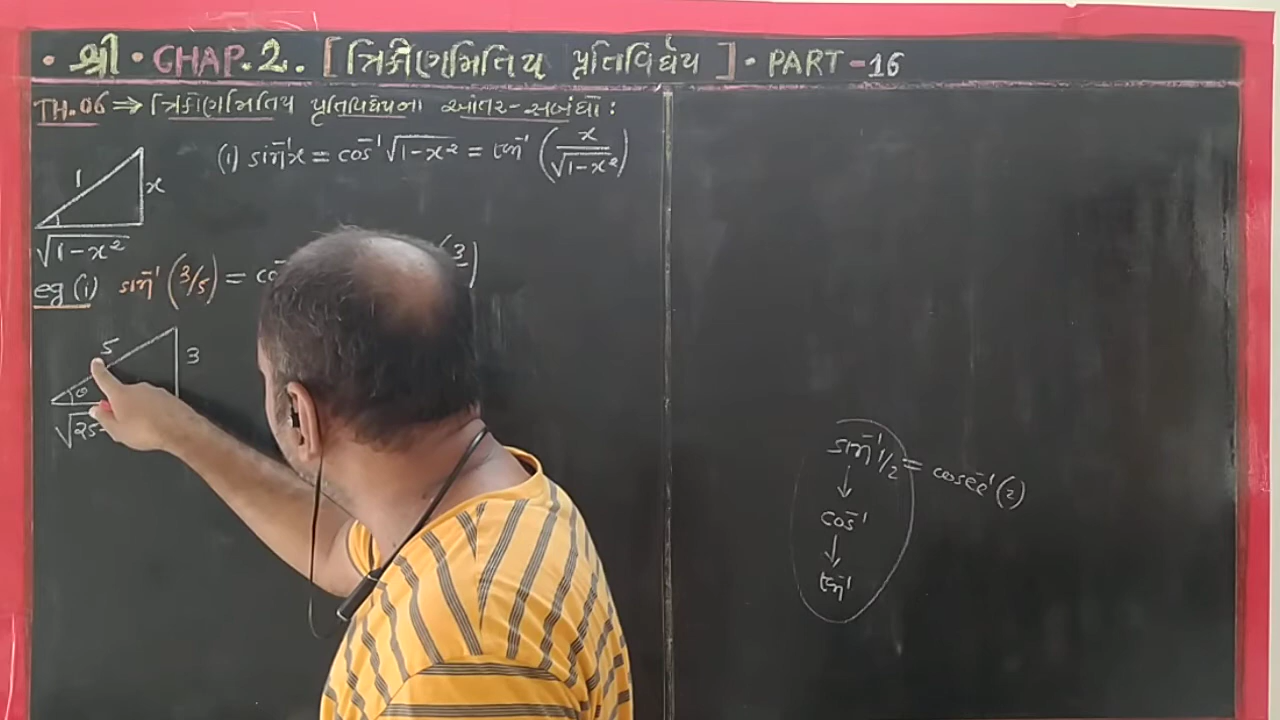 • શ્રી • CHAP.2. [ ત્રિકોણમિતિય પ્રતિવિધેય ] • PART-16
TH.06 ⇒ ત્રિકોણમિતિય પ્રતિવિધેયના આંતર-સબંધો :
(i) sin⁻¹x = cos⁻¹√1-x² = tan⁻¹ (x/√1-x²)
1
x
√1-x²
eg (i) sin⁻¹ (3/5) =
5
3
θ
√25-
sin⁻¹ 1/2 = cosec⁻¹(2)
↓
cos⁻¹
↓
tan⁻¹